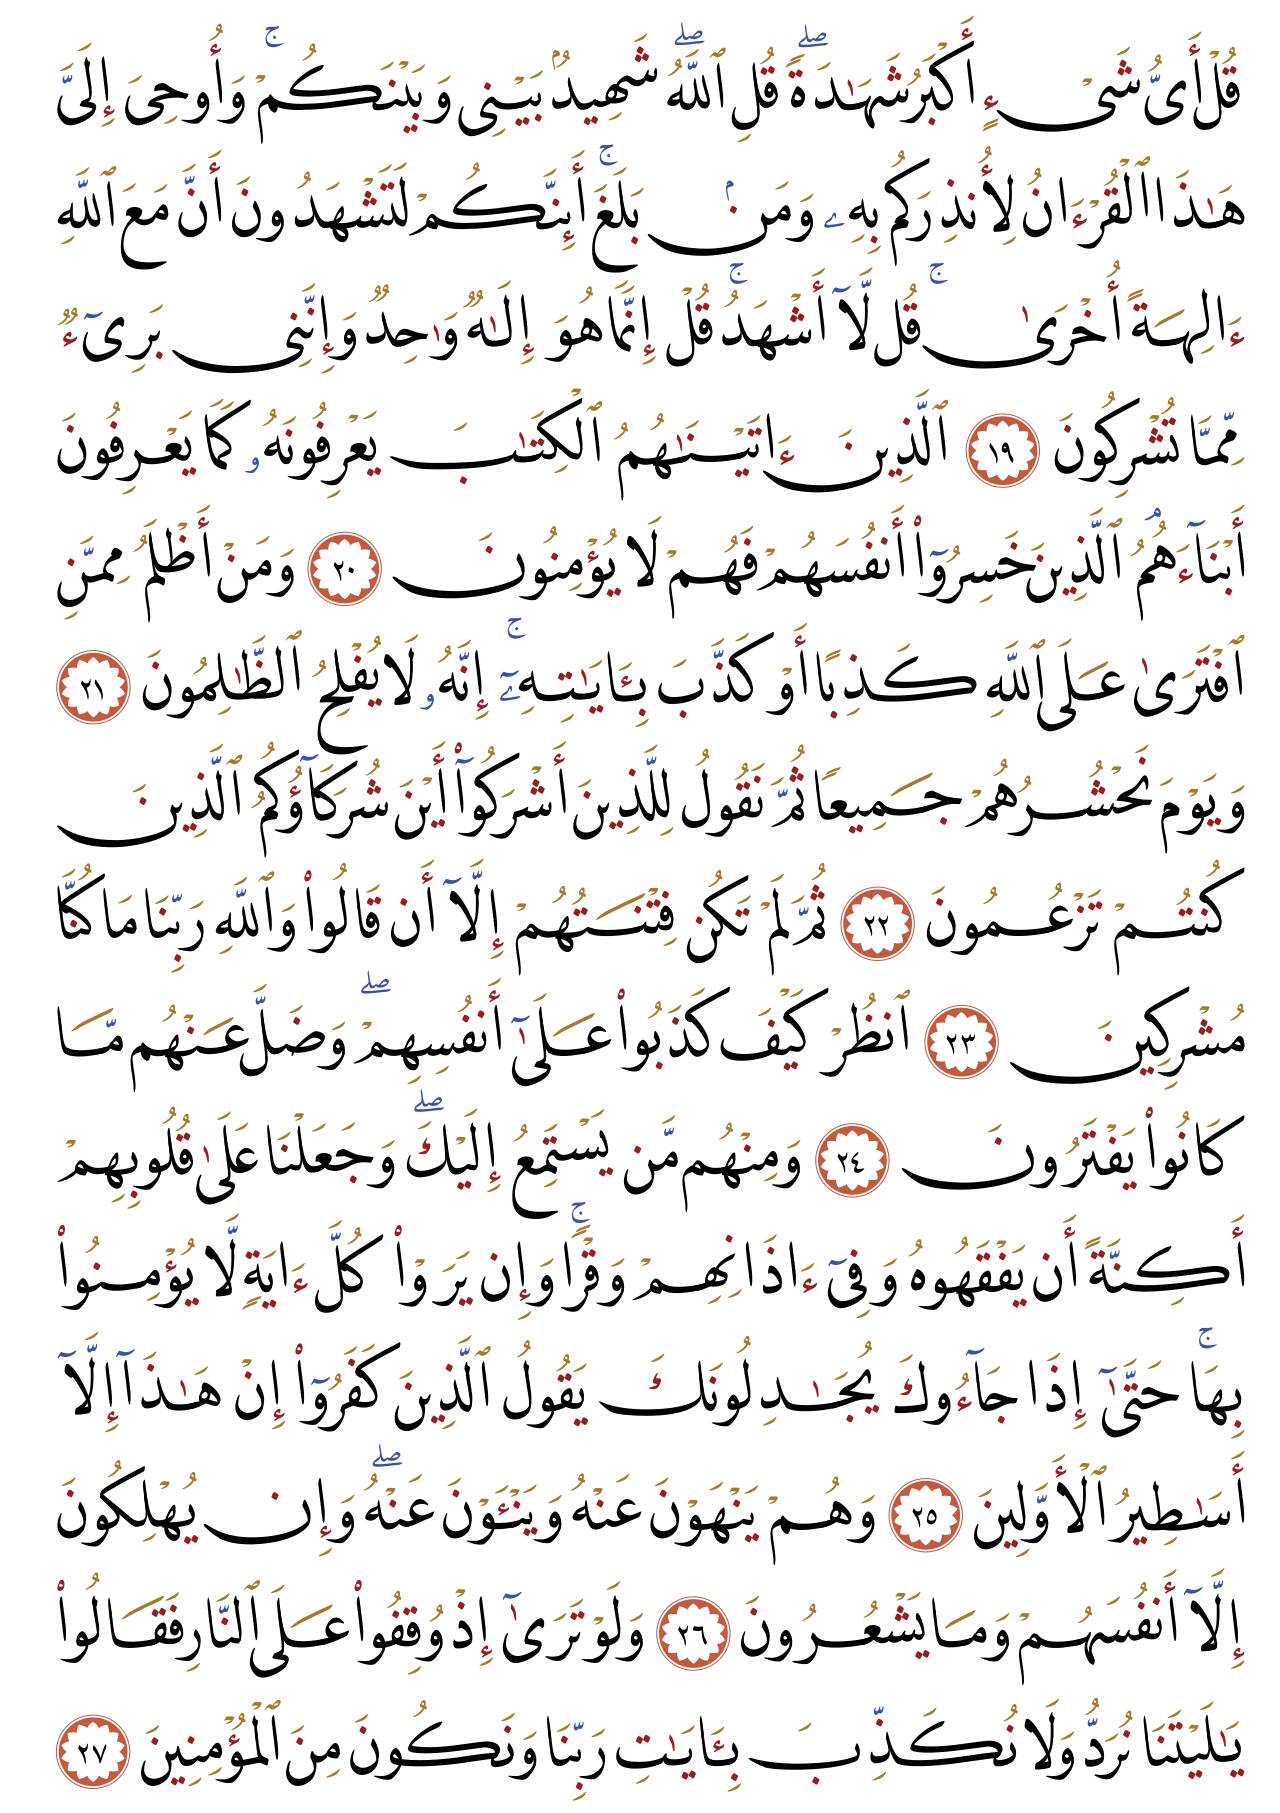 قُلْ أَىُّ شَىْءٍ أَكْبَرُ شَهَـٰدَةًۖ قُلِ ٱللَّهُۖ شَهِيدُۢ بَيْنِى وَبَيْنَكُمْۚ وَأُوحِىَ إِلَىَّ
هَـٰذَا ٱلْقُرْءَانُ لِأُنذِرَكُم بِهِۦ وَمَنۢ بَلَغَۚ أَئِنَّكُمْ لَتَشْهَدُونَ أَنَّ مَعَ ٱللَّهِ
ءَالِهَةً أُخْرَىٰۚ قُل لَّآ أَشْهَدُۚ قُلْ إِنَّمَا هُوَ إِلَـٰهٌ وَٰحِدٌ وَإِنَّنِى بَرِىٓءٌ
مِّمَّا تُشْرِكُونَ ١٩ ٱلَّذِينَ ءَاتَيْنَـٰهُمُ ٱلْكِتَـٰبَ يَعْرِفُونَهُۥ كَمَا يَعْرِفُونَ
أَبْنَآءَهُمُۘ ٱلَّذِينَ خَسِرُوٓا۟ أَنفُسَهُمْ فَهُمْ لَا يُؤْمِنُونَ ٢٠ وَمَنْ أَظْلَمُ مِمَّنِ
ٱفْتَرَىٰ عَلَى ٱللَّهِ كَذِبًا أَوْ كَذَّبَ بِـَٔايَـٰتِهِۦٓۚ إِنَّهُۥ لَا يُفْلِحُ ٱلظَّـٰلِمُونَ ٢١
وَيَوْمَ نَحْشُرُهُمْ جَمِيعًا ثُمَّ نَقُولُ لِلَّذِينَ أَشْرَكُوٓا۟ أَيْنَ شُرَكَآؤُكُمُ ٱلَّذِينَ
كُنتُمْ تَزْعُمُونَ ٢٢ ثُمَّ لَمْ تَكُن فِتْنَتُهُمْ إِلَّآ أَن قَالُوا۟ وَٱللَّهِ رَبِّنَا مَا كُنَّا
مُشْرِكِينَ ٢٣ ٱنظُرْ كَيْفَ كَذَبُوا۟ عَلَىٰٓ أَنفُسِهِمْۖ وَضَلَّ عَنْهُم مَّا
كَانُوا۟ يَفْتَرُونَ ٢٤ وَمِنْهُم مَّن يَسْتَمِعُ إِلَيْكَۖ وَجَعَلْنَا عَلَىٰ قُلُوبِهِمْ
أَكِنَّةً أَن يَفْقَهُوهُ وَفِىٓ ءَاذَانِهِمْ وَقْرًاۚ وَإِن يَرَوْا۟ كُلَّ ءَايَةٍ لَّا يُؤْمِنُوا۟
بِهَاۚ حَتَّىٰٓ إِذَا جَآءُوكَ يُجَـٰدِلُونَكَ يَقُولُ ٱلَّذِينَ كَفَرُوٓا۟ إِنْ هَـٰذَآ إِلَّآ
أَسَـٰطِيرُ ٱلْأَوَّلِينَ ٢٥ وَهُمْ يَنْهَوْنَ عَنْهُ وَيَنْـَٔوْنَ عَنْهُۖ وَإِن يُهْلِكُونَ
إِلَّآ أَنفُسَهُمْ وَمَا يَشْعُرُونَ ٢٦ وَلَوْ تَرَىٰٓ إِذْ وُقِفُوا۟ عَلَى ٱلنَّارِ فَقَالُوا۟
يَـٰلَيْتَنَا نُرَدُّ وَلَا نُكَذِّبَ بِـَٔايَـٰتِ رَبِّنَا وَنَكُونَ مِنَ ٱلْمُؤْمِنِينَ ٢٧